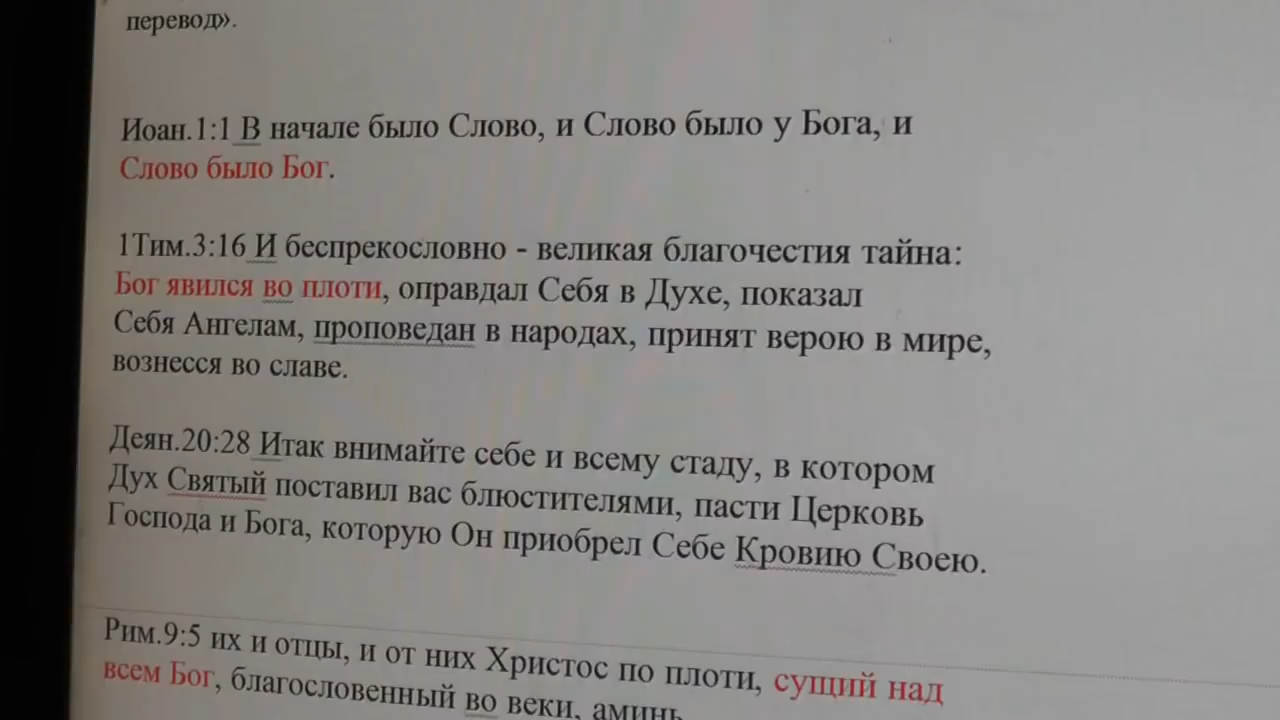 перевод».
Иоан.1:1 В начале было Слово, и Слово было у Бога, и
Слово было Бог.
1Тим.3:16 И беспрекословно - великая благочестия тайна:
Бог явился во плоти, оправдал Себя в Духе, показал
Себя Ангелам, проповедан в народах, принят верою в мире,
вознесся во славе.
Деян.20:28 Итак внимайте себе и всему стаду, в котором
Дух Святый поставил вас блюстителями, пасти Церковь
Господа и Бога, которую Он приобрел Себе Кровию Своею.
Рим.9:5 их и отцы, и от них Христос по плоти, сущий над
всем Бог, благословенный во веки, аминь